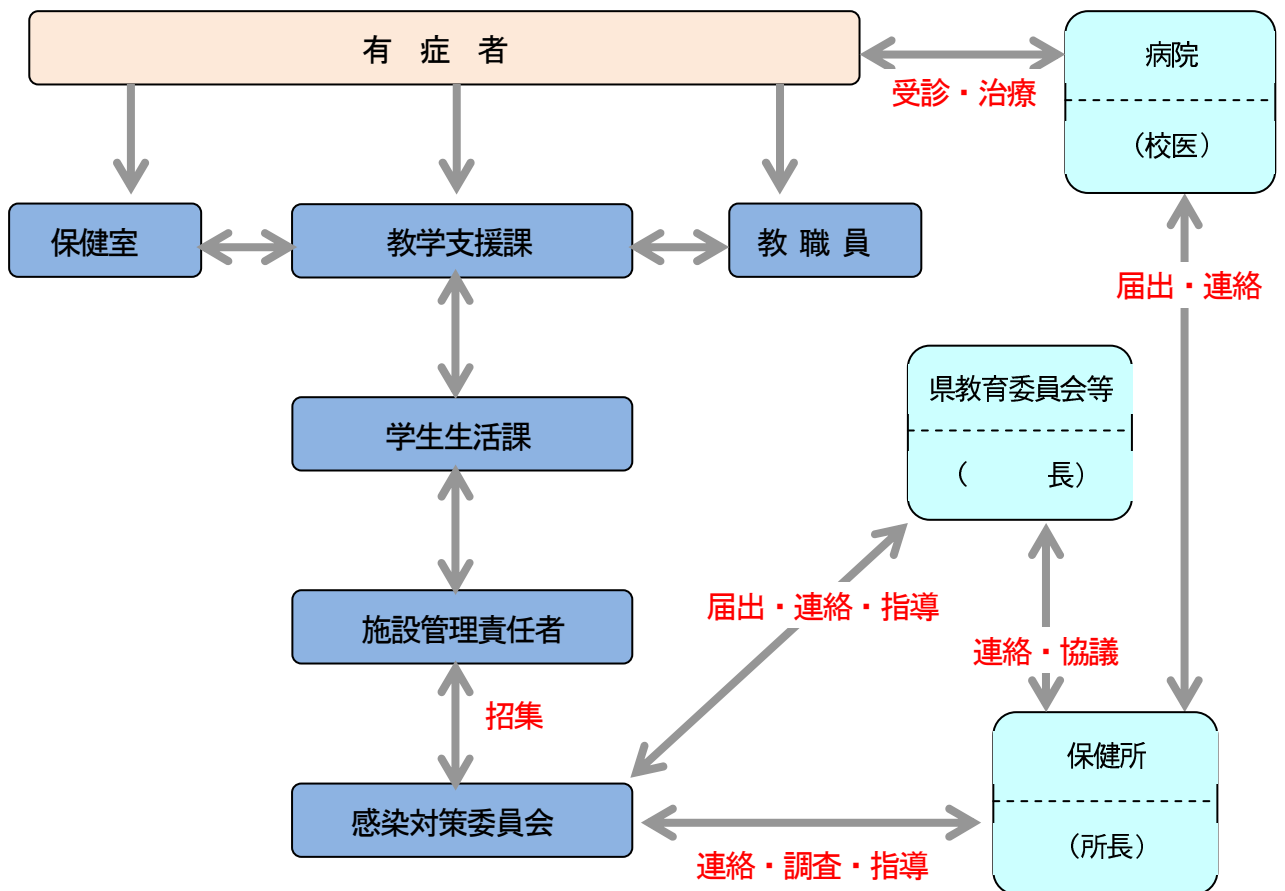 有　症　者
病院
受診・治療
（校医）
保健室
教学支援課
教 職 員
届出・連絡
県教育委員会等
学生生活課
（　　　長）
届出・連絡・指導
施設管理責任者
連絡・協議
招集
保健所
感染対策委員会
（所長）
連絡・調査・指導